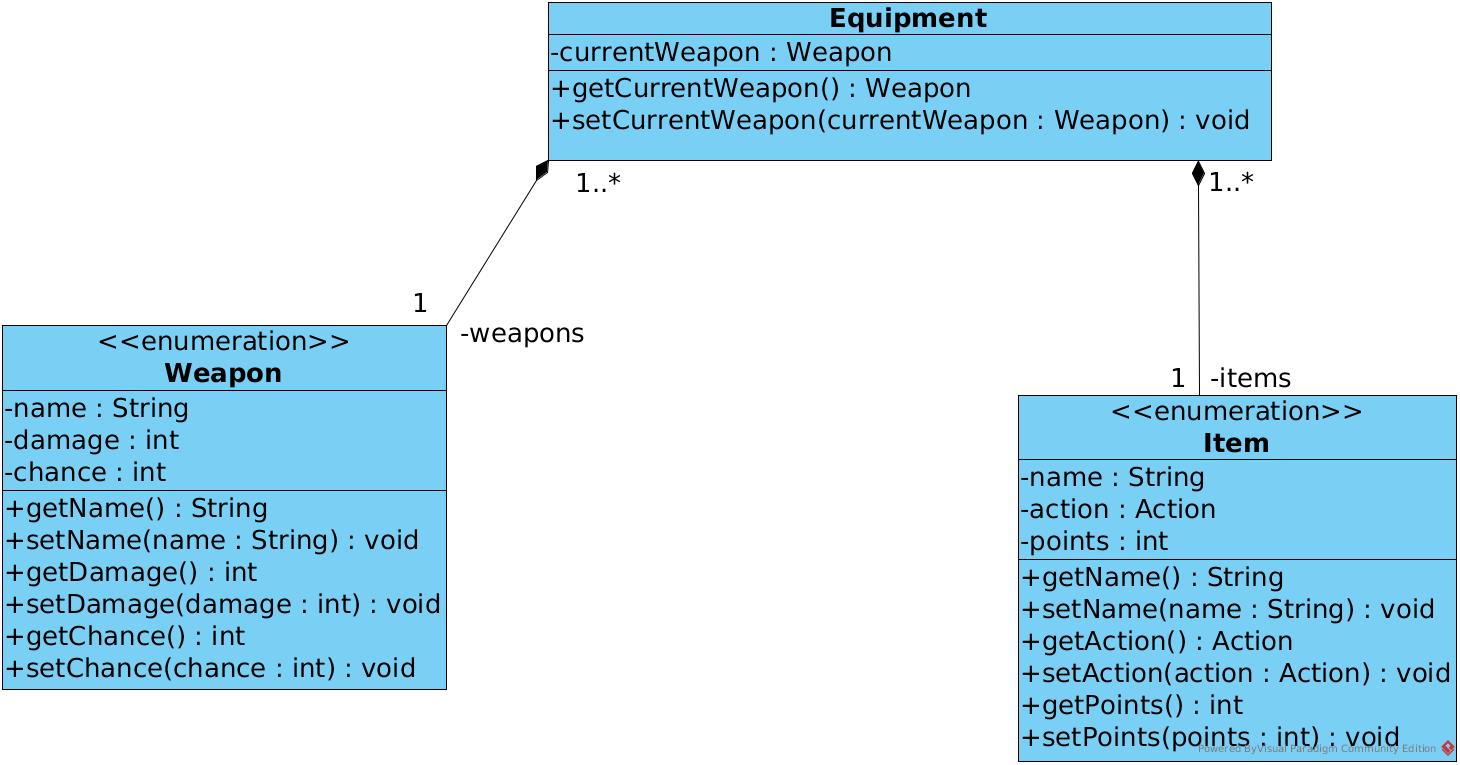 Equipment
-currentWeapon : Weapon
+getCurrentWeapon() : Weapon
+setCurrentWeapon(currentWeapon : Weapon) : void
1..*
1..*
1
-weapons
<<enumeration>>
Weapon
-name : String
-damage : int
-chance : int
+getName() : String
+setName(name : String) : void
+getDamage() : int
+setDamage(damage : int) : void
+getChance() : int
+setChance(chance : int) : void
1
-items
<<enumeration>>
Item
-name : String
-action : Action
-points : int
+getName() : String
+setName(name : String) : void
+getAction() : Action
+setAction(action : Action) : void
+getPoints() : int
+setPoints(points : int) : void
Powered ByVisual Paradigm Community Edition